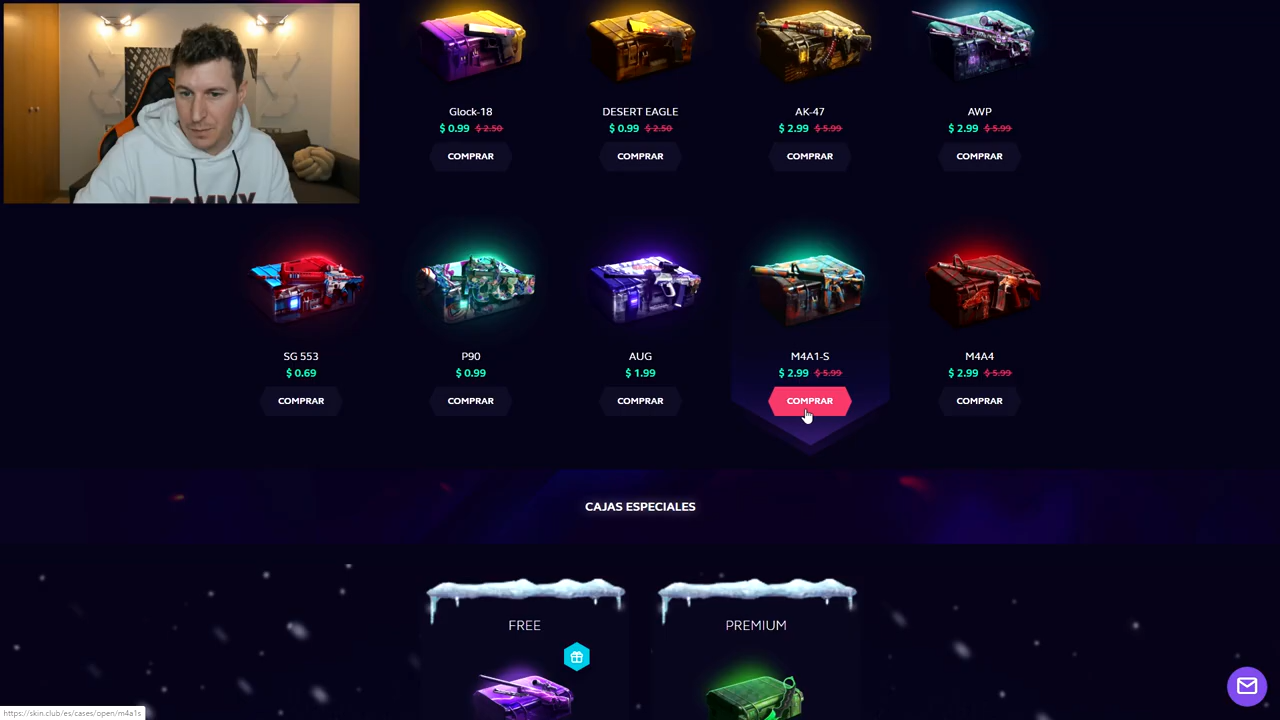 Glock-18
DESERT EAGLE
AK-47
AWP
$ 0.99 $ 2.50
$ 0.99 $ 2.50
$ 2.99 $ 5.99
$ 2.99 $ 5.99
COMPRAR
COMPRAR
COMPRAR
COMPRAR
TOMMY
SG 553
P90
AUG
M4A1-S
M4A4
$ 0.69
$ 0.99
$ 1.99
$ 2.99 $ 5.99
$ 2.99 $ 5.99
COMPRAR
COMPRAR
COMPRAR
COMPRAR
COMPRAR
CAJAS ESPECIALES
FREE
PREMIUM
https://skin.club/es/cases/open/m4a1s